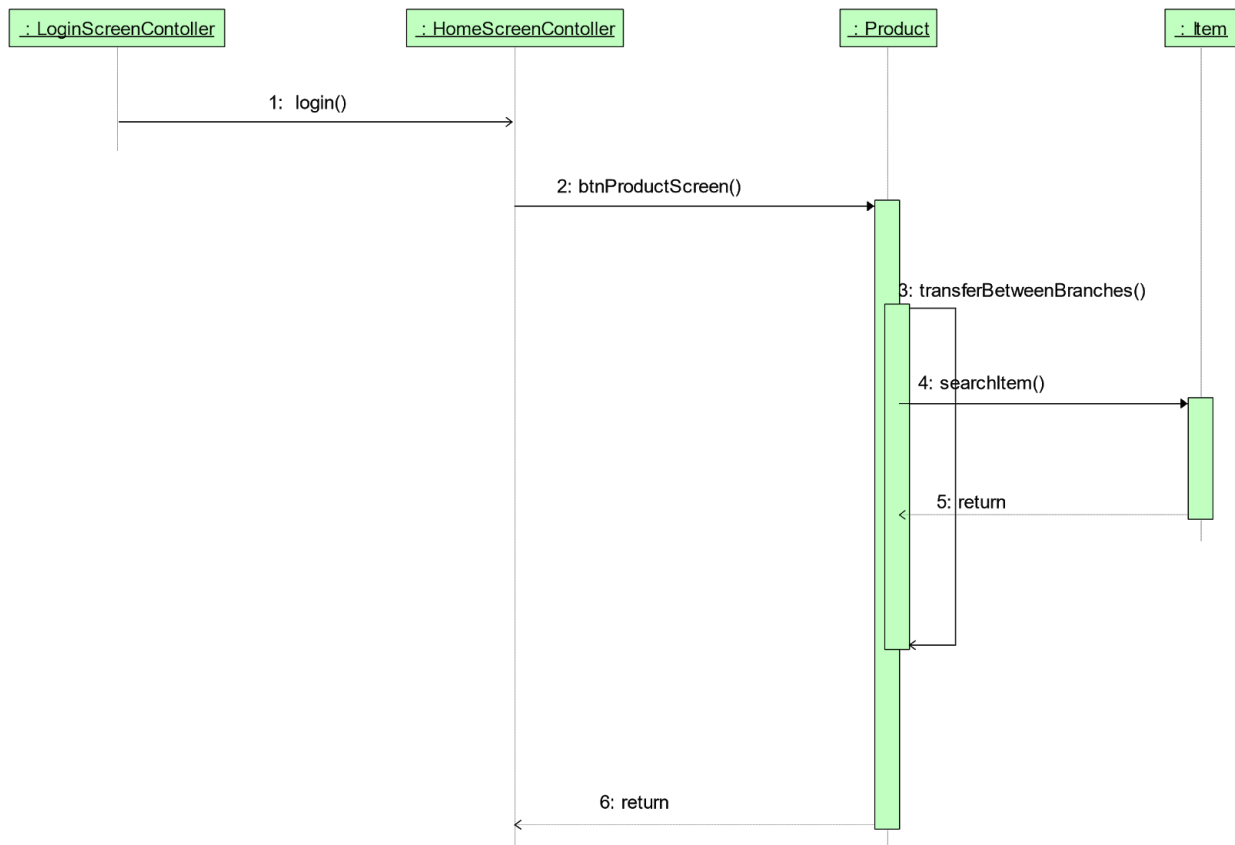 : LoginScreenContoller
: HomeScreenContoller
: Product
: Item
1: login()
2: btnProductScreen()
3: transferBetweenBranches()
4: searchItem()
5: return
6: return